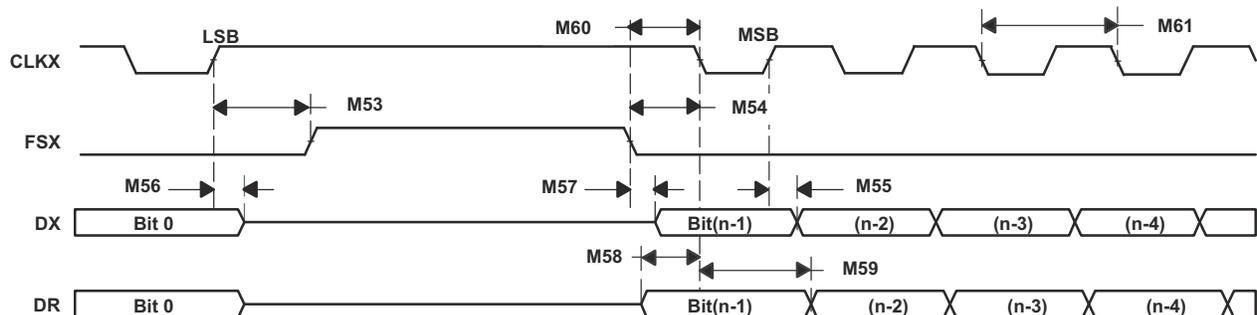 M60 M61
LSB MSB
CLKX
M53 M54
FSX
M56 M57 M55
DX Bit 0 Bit(n-1) (n-2) (n-3) (n-4)
M58 M59
DR Bit 0 Bit(n-1) (n-2) (n-3) (n-4)